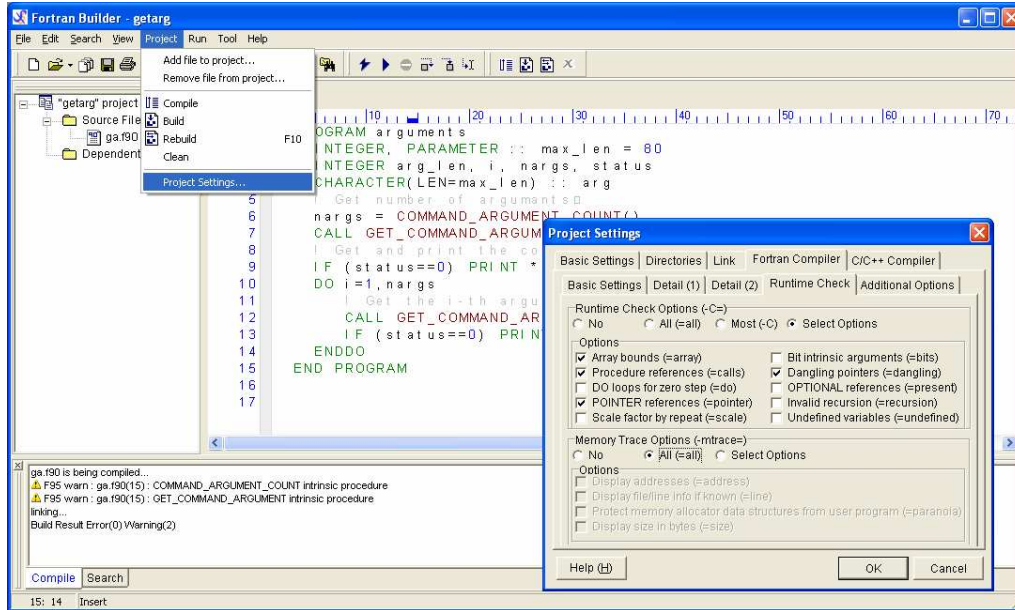 Fortran Builder - getarg
File Edit Search View Project Run Tool Help
Add file to project...
Remove file from project...
Compile
Build
Rebuild F10
Clean
Project Settings...
"getarg" project
Source File
ga.f90
Dependent
10 20 30 40 50 60 70
OGRAM arguments
NTEGER, PARAMETER :: max_len = 80
NTEGER arg_len, i, nargs, status
CHARACTER(LEN=max_len) :: arg
5 ! Get number of argumants
6 nargs = COMMAND_ARGUMENT_COUNT()
7 CALL GET_COMMAND_ARGUM
8 ! Get and print the co
9 IF (status==0) PRINT *
10 DO i=1,nargs
11 ! Get the i-th argu
12 CALL GET_COMMAND_AR
13 IF (status==0) PRIN
14 ENDDO
15 END PROGRAM
16
17
Project Settings
Basic Settings Directories Link Fortran Compiler C/C++ Compiler
Basic Settings Detail (1) Detail (2) Runtime Check Additional Options
Runtime Check Options (-C=)
No All (=all) Most (-C) Select Options
Options
Array bounds (=array) Bit intrinsic arguments (=bits)
Procedure references (=calls) Dangling pointers (=dangling)
DO loops for zero step (=do) OPTIONAL references (=present)
POINTER references (=pointer) Invalid recursion (=recursion)
Scale factor by repeat (=scale) Undefined variables (=undefined)
Memory Trace Options (-mtrace=)
No All (=all) Select Options
Options
Display addresses (=address)
Display file/line info if known (=line)
Protect memory allocator data structures from user program (=paranoia)
Display size in bytes (=size)
Help (H) OK Cancel
ga.f90 is being compiled...
F95 warn : ga.f90(15) : COMMAND_ARGUMENT_COUNT intrinsic procedure
F95 warn : ga.f90(15) : GET_COMMAND_ARGUMENT intrinsic procedure
linking...
Build Result Error(0) Warning(2)
Compile Search
15: 14 Insert